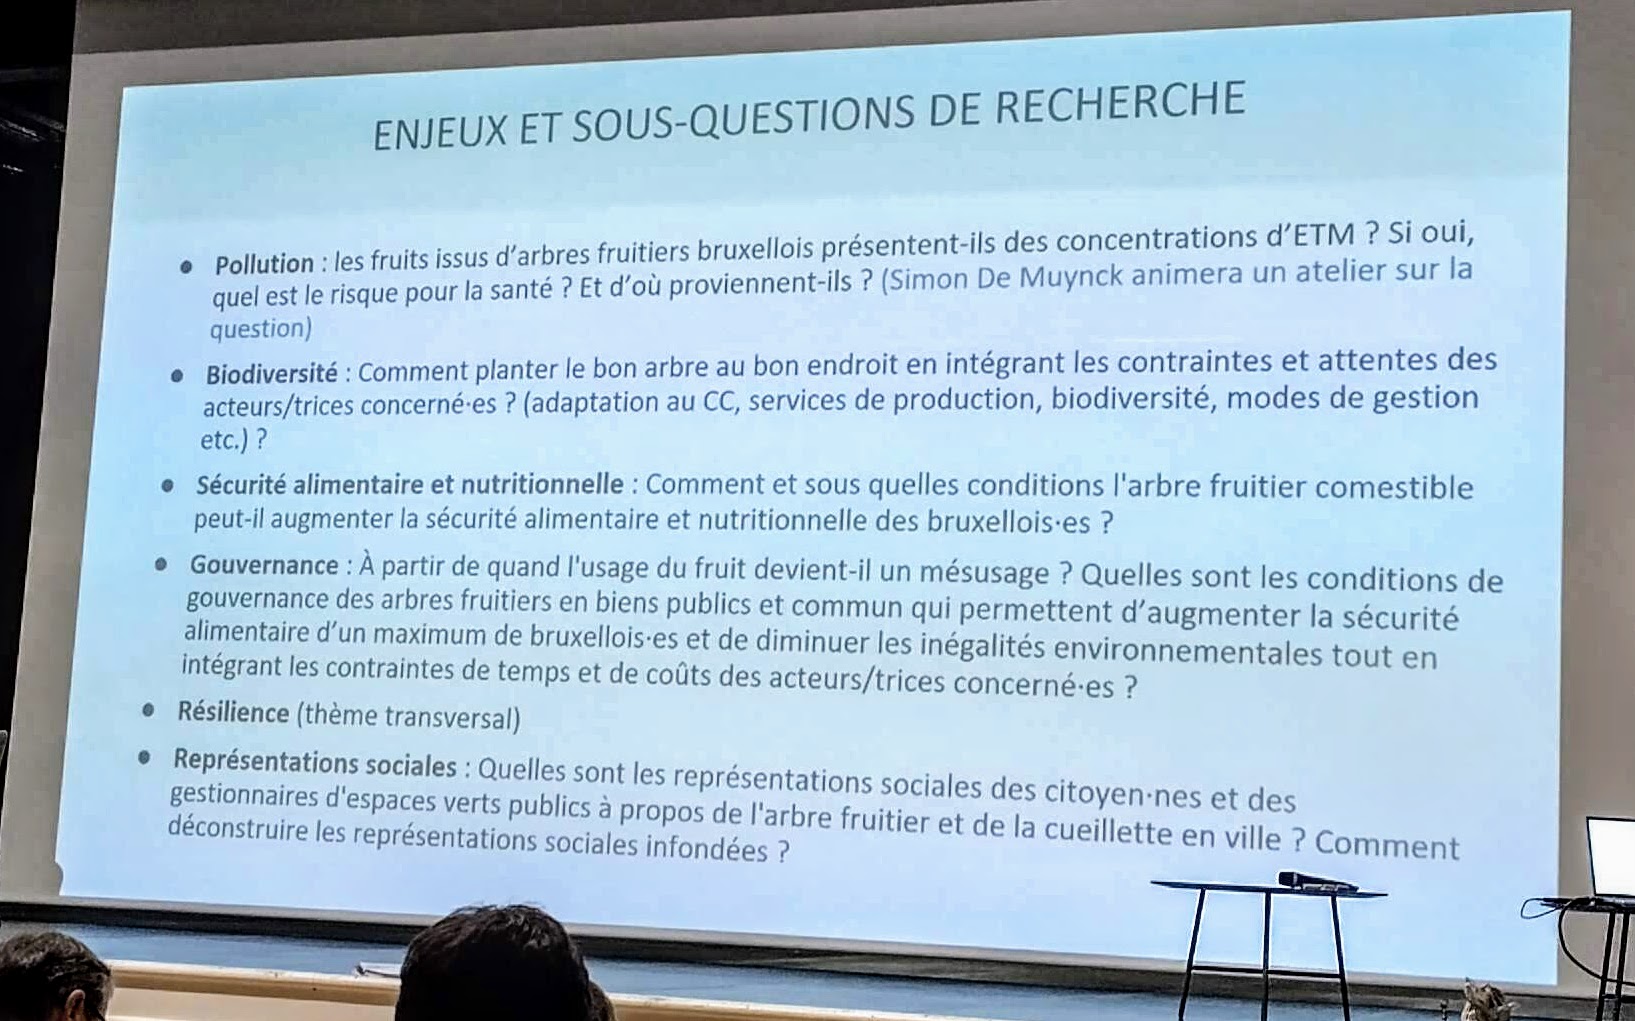 ENJEUX ET SOUS-QUESTIONS DE RECHERCHE
• Pollution : les fruits issus d’arbres fruitiers bruxellois présentent-ils des concentrations d’ETM ? Si oui,
quel est le risque pour la santé ? Et d’où proviennent-ils ? (Simon De Muynck animera un atelier sur la
question)
• Biodiversité : Comment planter le bon arbre au bon endroit en intégrant les contraintes et attentes des
acteurs/trices concerné·es ? (adaptation au CC, services de production, biodiversité, modes de gestion
etc.) ?
• Sécurité alimentaire et nutritionnelle : Comment et sous quelles conditions l'arbre fruitier comestible
peut-il augmenter la sécurité alimentaire et nutritionnelle des bruxellois·es ?
• Gouvernance : À partir de quand l'usage du fruit devient-il un mésusage ? Quelles sont les conditions de
gouvernance des arbres fruitiers en biens publics et commun qui permettent d’augmenter la sécurité
alimentaire d’un maximum de bruxellois·es et de diminuer les inégalités environnementales tout en
intégrant les contraintes de temps et de coûts des acteurs/trices concerné·es ?
• Résilience (thème transversal)
• Représentations sociales : Quelles sont les représentations sociales des citoyen·nes et des
gestionnaires d'espaces verts publics à propos de l'arbre fruitier et de la cueillette en ville ? Comment
déconstruire les représentations sociales infondées ?